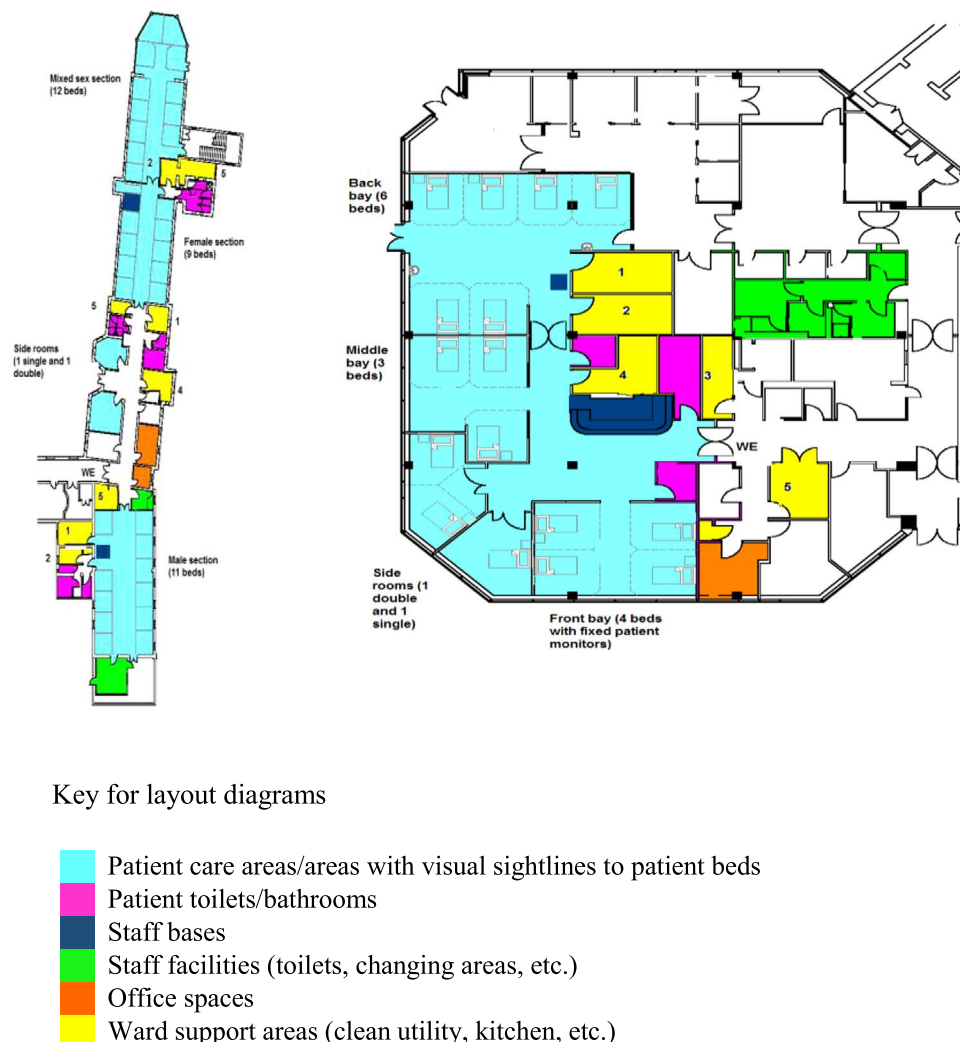 Mixed sex section
(12 beds)
2
5
Female section
(9 beds)
5
1
Side rooms
(1 single and 1
double)
4
WE
5
1
2
Male section
(11 beds)
Back
bay (6
beds)
1
2
Middle
bay (3
beds)
4
3
WE
5
Side
rooms (1
double
and 1
single)
Front bay (4 beds
with fixed patient
monitors)
Key for layout diagrams
Patient care areas/areas with visual sightlines to patient beds
Patient toilets/bathrooms
Staff bases
Staff facilities (toilets, changing areas, etc.)
Office spaces
Ward support areas (clean utility, kitchen, etc.)